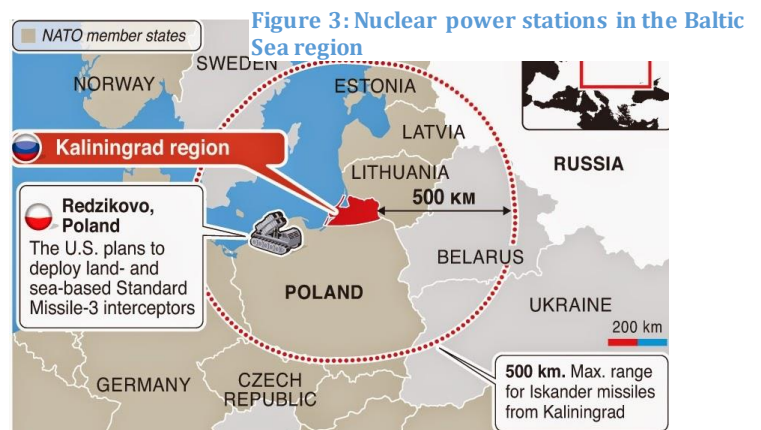 Figure 3: Nuclear power stations in the Baltic
Sea region
NATO member states
SWEDEN
NORWAY
ESTONIA
LATVIA
Kaliningrad region
LITHUANIA
RUSSIA
500 KM
Redzikovo,
Poland
The U.S. plans to
deploy land- and
sea-based Standard
Missile-3 interceptors
BELARUS
POLAND
UKRAINE
200 km
500 km. Max. range
for Iskander missiles
from Kaliningrad
GERMANY
CZECH
REPUBLIC